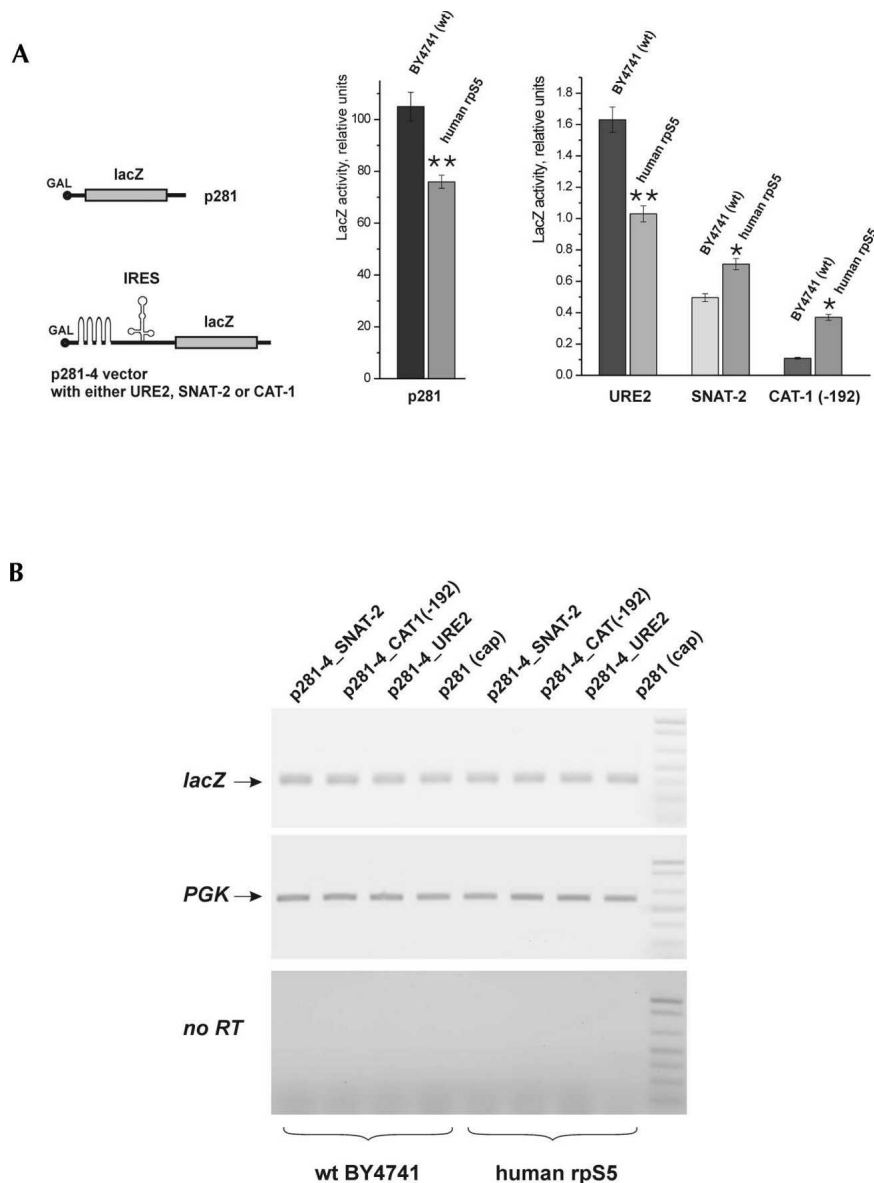 A
GAL
lacZ
p281
IRES
GAL
lacZ
p281-4 vector
with either URE2, SNAT-2 or CAT-1
LacZ activity, relative units
100
80
60
40
20
0
BY4741 (wt)
human rpS5
**
p281
LacZ activity, relative units
1.8
1.6
1.4
1.2
1.0
0.8
0.6
0.4
0.2
0.0
BY4741 (wt)
human rpS5
**
BY4741 (wt)
human rpS5
*
BY4741 (wt)
human rpS5
*
URE2
SNAT-2
CAT-1 (-192)
B
p281-4_SNAT-2
p281-4_CAT1(-192)
p281-4_URE2
p281 (cap)
p281-4_SNAT-2
p281-4_CAT(-192)
p281-4_URE2
p281 (cap)
lacZ
PGK
no RT
wt BY4741
human rpS5